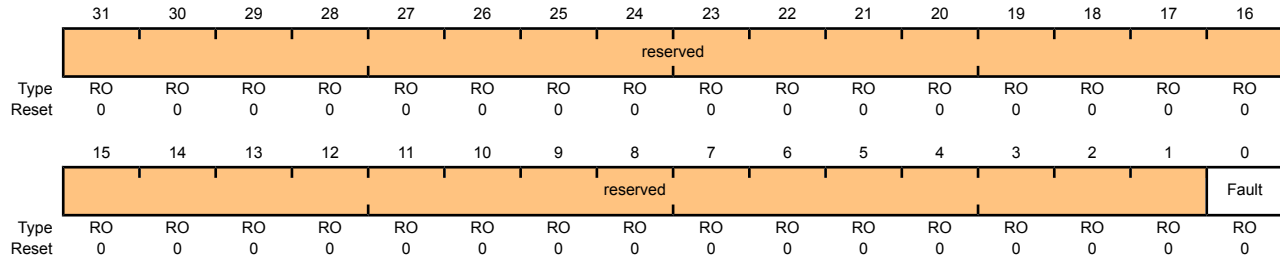 31 30 29 28 27 26 25 24 23 22 21 20 19 18 17 16
reserved
Type RO RO RO RO RO RO RO RO RO RO RO RO RO RO RO RO
Reset 0 0 0 0 0 0 0 0 0 0 0 0 0 0 0 0
15 14 13 12 11 10 9 8 7 6 5 4 3 2 1 0
reserved Fault
Type RO RO RO RO RO RO RO RO RO RO RO RO RO RO RO RO
Reset 0 0 0 0 0 0 0 0 0 0 0 0 0 0 0 0